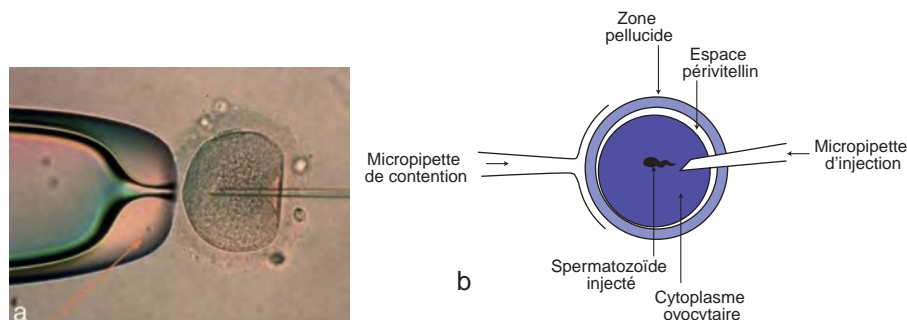 Zone
pellucide
Espace
périvitellin
Micropipette
de contention
Micropipette
d'injection
Spermatozoïde
injecté
Cytoplasme
ovocytaire
a
b